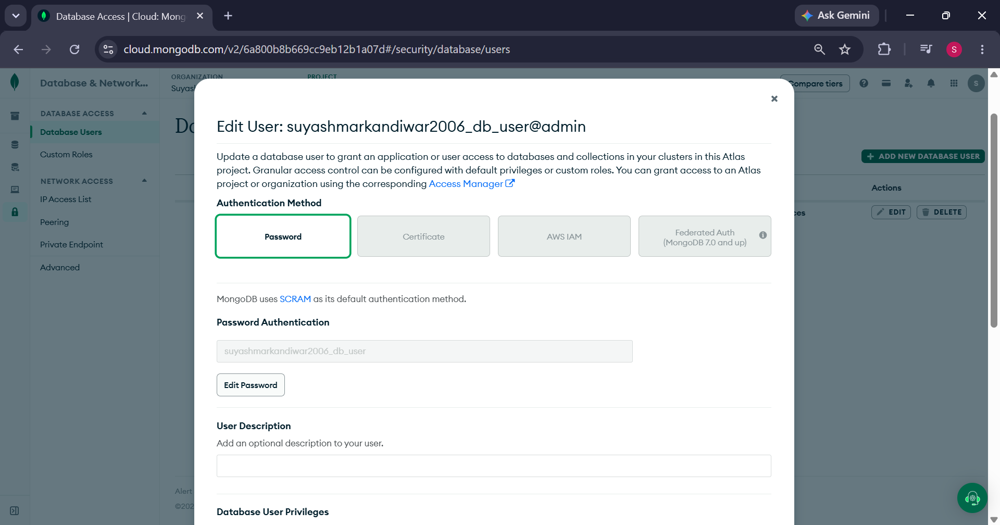 Database Access | Cloud: Mong
Ask Gemini
cloud.mongodb.com/v2/6a800b8b669cc9eb12b1a07d#/security/database/users
S
Database & Network...
ORGANIZATION
PROJECT
Compare tiers
S
DATABASE ACCESS
Database Users
Custom Roles
NETWORK ACCESS
IP Access List
Peering
Private Endpoint
Advanced
ADD NEW DATABASE USER
Actions
EDIT
DELETE
Edit User: suyashmarkandiwar2006_db_user@admin
Update a database user to grant an application or user access to databases and collections in your clusters in this Atlas
project. Granular access control can be configured with default privileges or custom roles. You can grant access to an Atlas
project or organization using the corresponding Access Manager
Authentication Method
Password
Certificate
AWS IAM
Federated Auth
(MongoDB 7.0 and up)
MongoDB uses SCRAM as its default authentication method.
Password Authentication
suyashmarkandiwar2006_db_user
Edit Password
User Description
Add an optional description to your user.
Database User Privileges
Alert